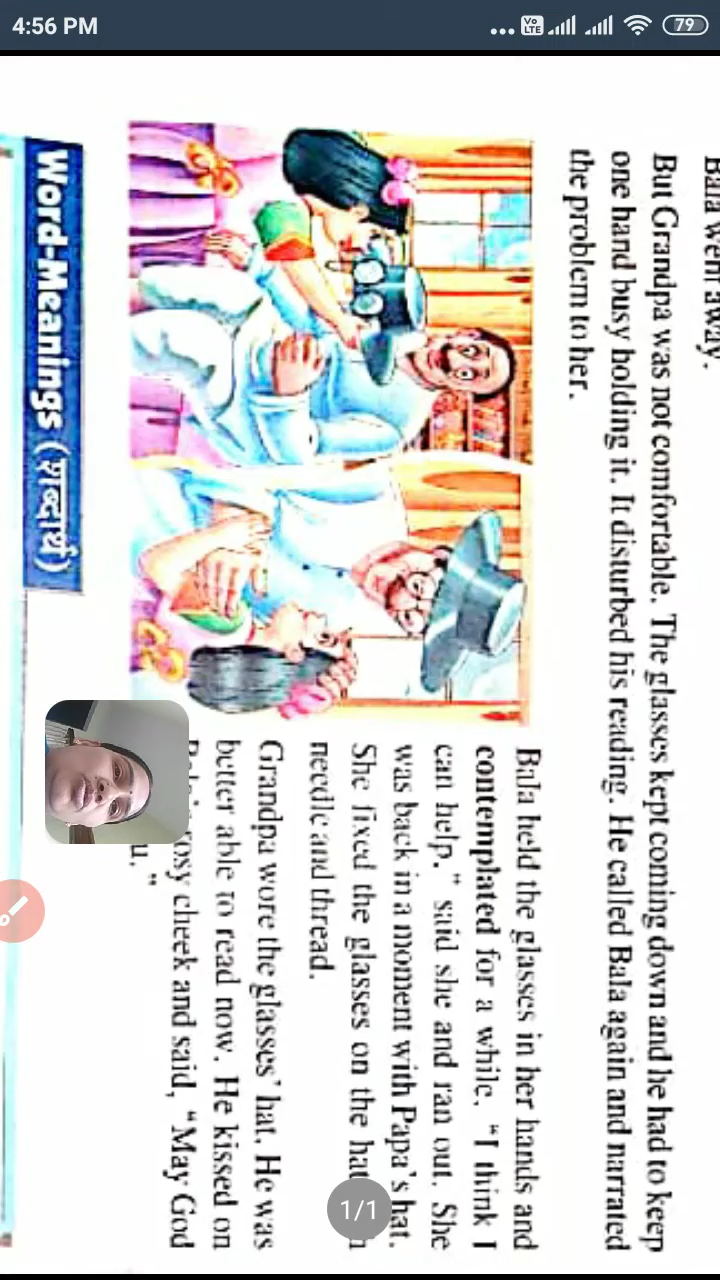 4:56 PM
Vo
LTE
79
Bala went away.
But Grandpa was not comfortable. The glasses kept coming down and he had to keep
one hand busy holding it. It disturbed his reading. He called Bala again and narrated
the problem to her.
Bala held the glasses in her hands and
contemplated for a while. “I think I
can help,” said she and ran out. She
was back in a moment with Papa's hat.
She fixed the glasses on the hat
needle and thread.
Grandpa wore the glasses' hat. He was
better able to read now. He kissed on
rosy cheek and said, “May God
u.”
Word-Meanings (शब्दार्थ)
1/1